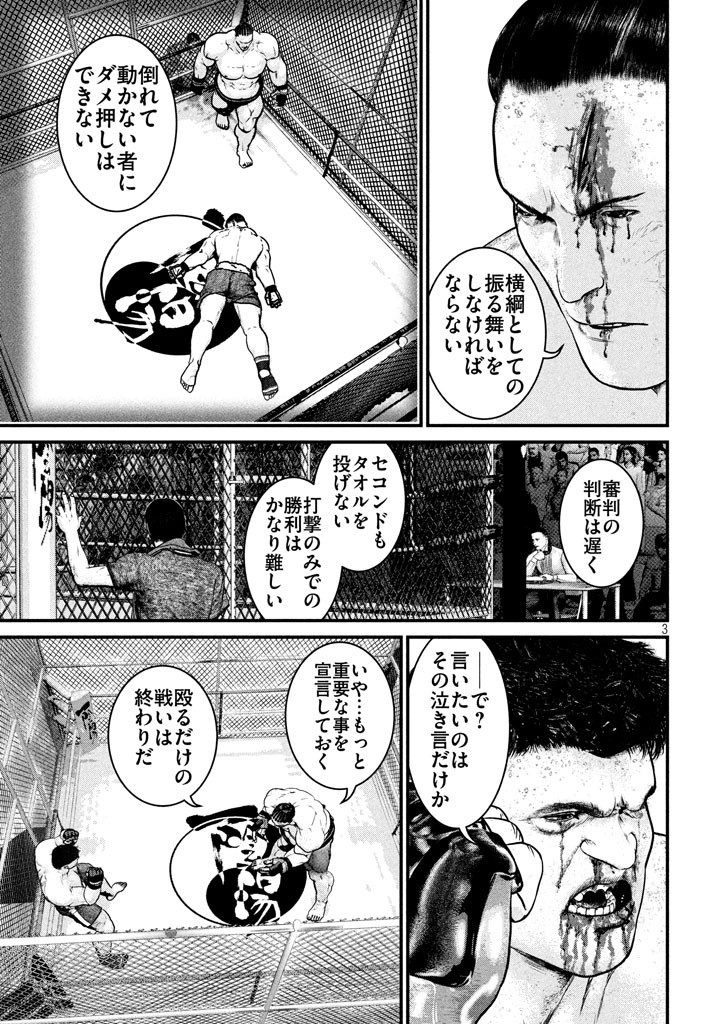 横綱としての
振る舞いを
しなければ
ならない
倒れて
動かない者に
ダメ押しは
できない
審判の
判断は遅く
セコンドも
タオルを
投げない
打撃のみでの
勝利は
かなり難しい
3
――で?
言いたいのは
その泣き言だけか
いや…もっと
重要な事を
宣言しておく
殴るだけの
戦いは
終わりだ